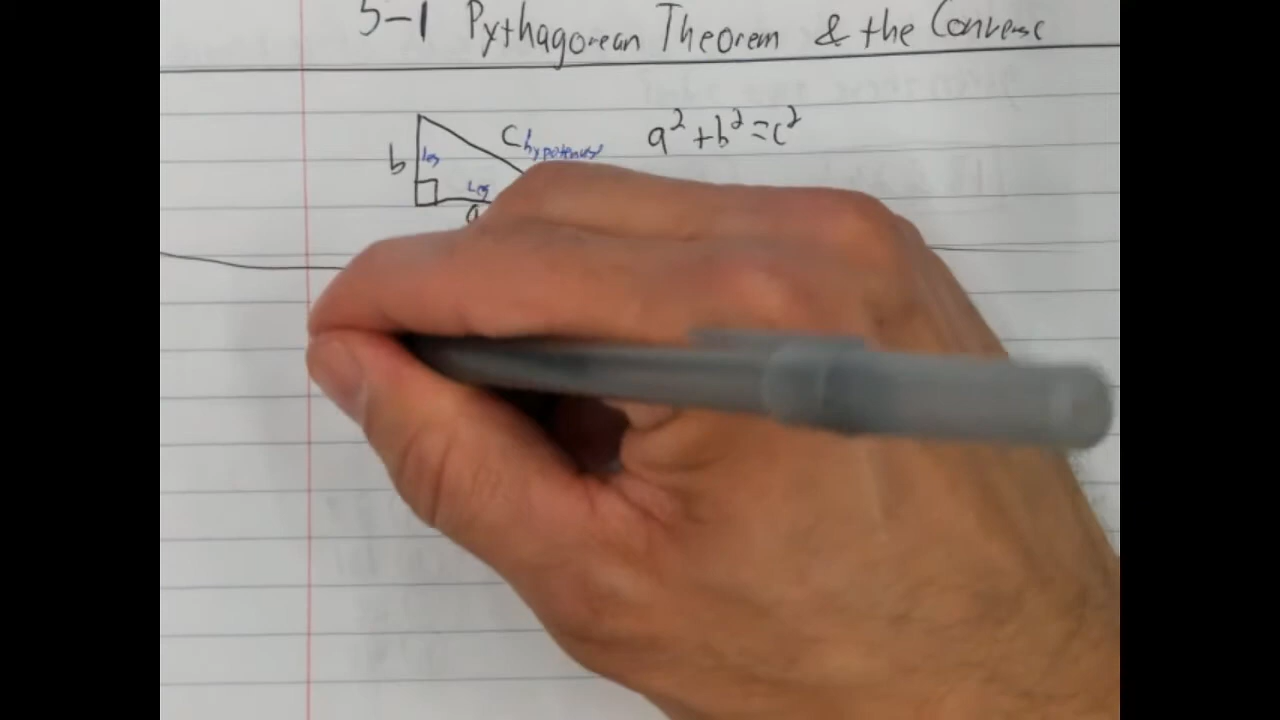 5-1 Pythagorean Theorem & the Converse
a² + b² = c²
c hypotenuse
b leg
Leg
a